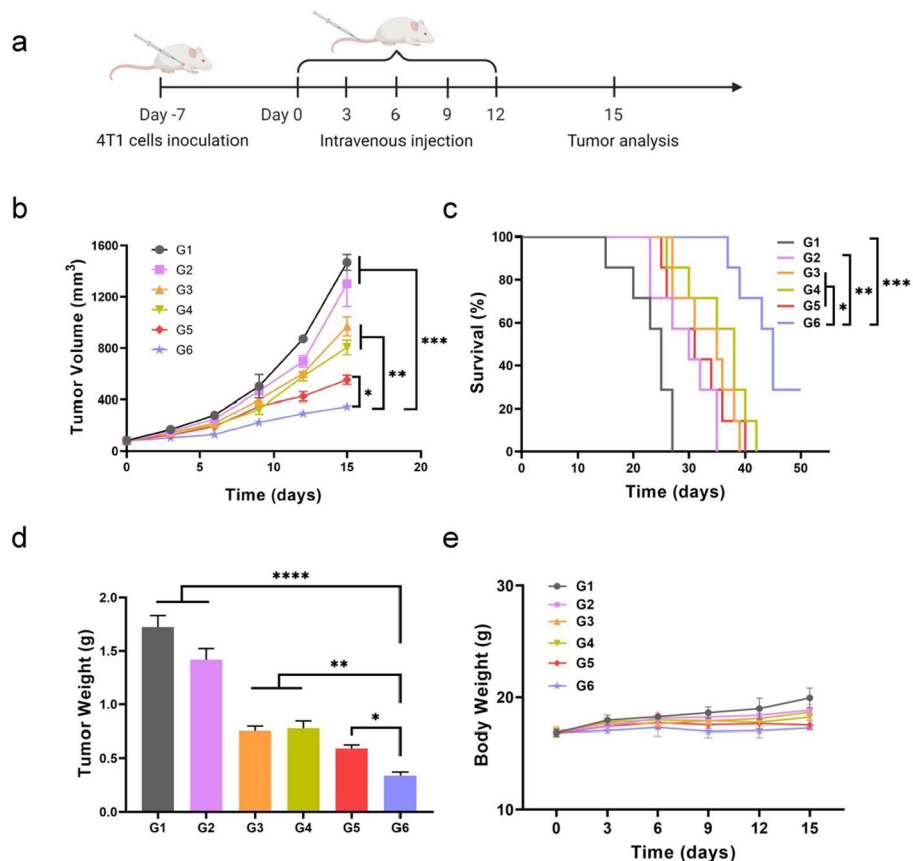 a
Day -7
Day 0
3
6
9
12
15
4T1 cells inoculation
Intravenous injection
Tumor analysis
b
Tumor Volume (mm³)
1600
1200
800
400
0
0
5
10
15
20
Time (days)
G1
G2
G3
G4
G5
G6
***
**
*
c
Survival (%)
100
80
60
40
20
0
0
10
20
30
40
50
Time (days)
G1
G2
G3
G4
G5
G6
*
**
***
d
Tumor Weight (g)
2.0
1.5
1.0
0.5
0.0
G1
G2
G3
G4
G5
G6
****
**
*
e
Body Weight (g)
30
20
10
0
3
6
9
12
15
Time (days)
G1
G2
G3
G4
G5
G6